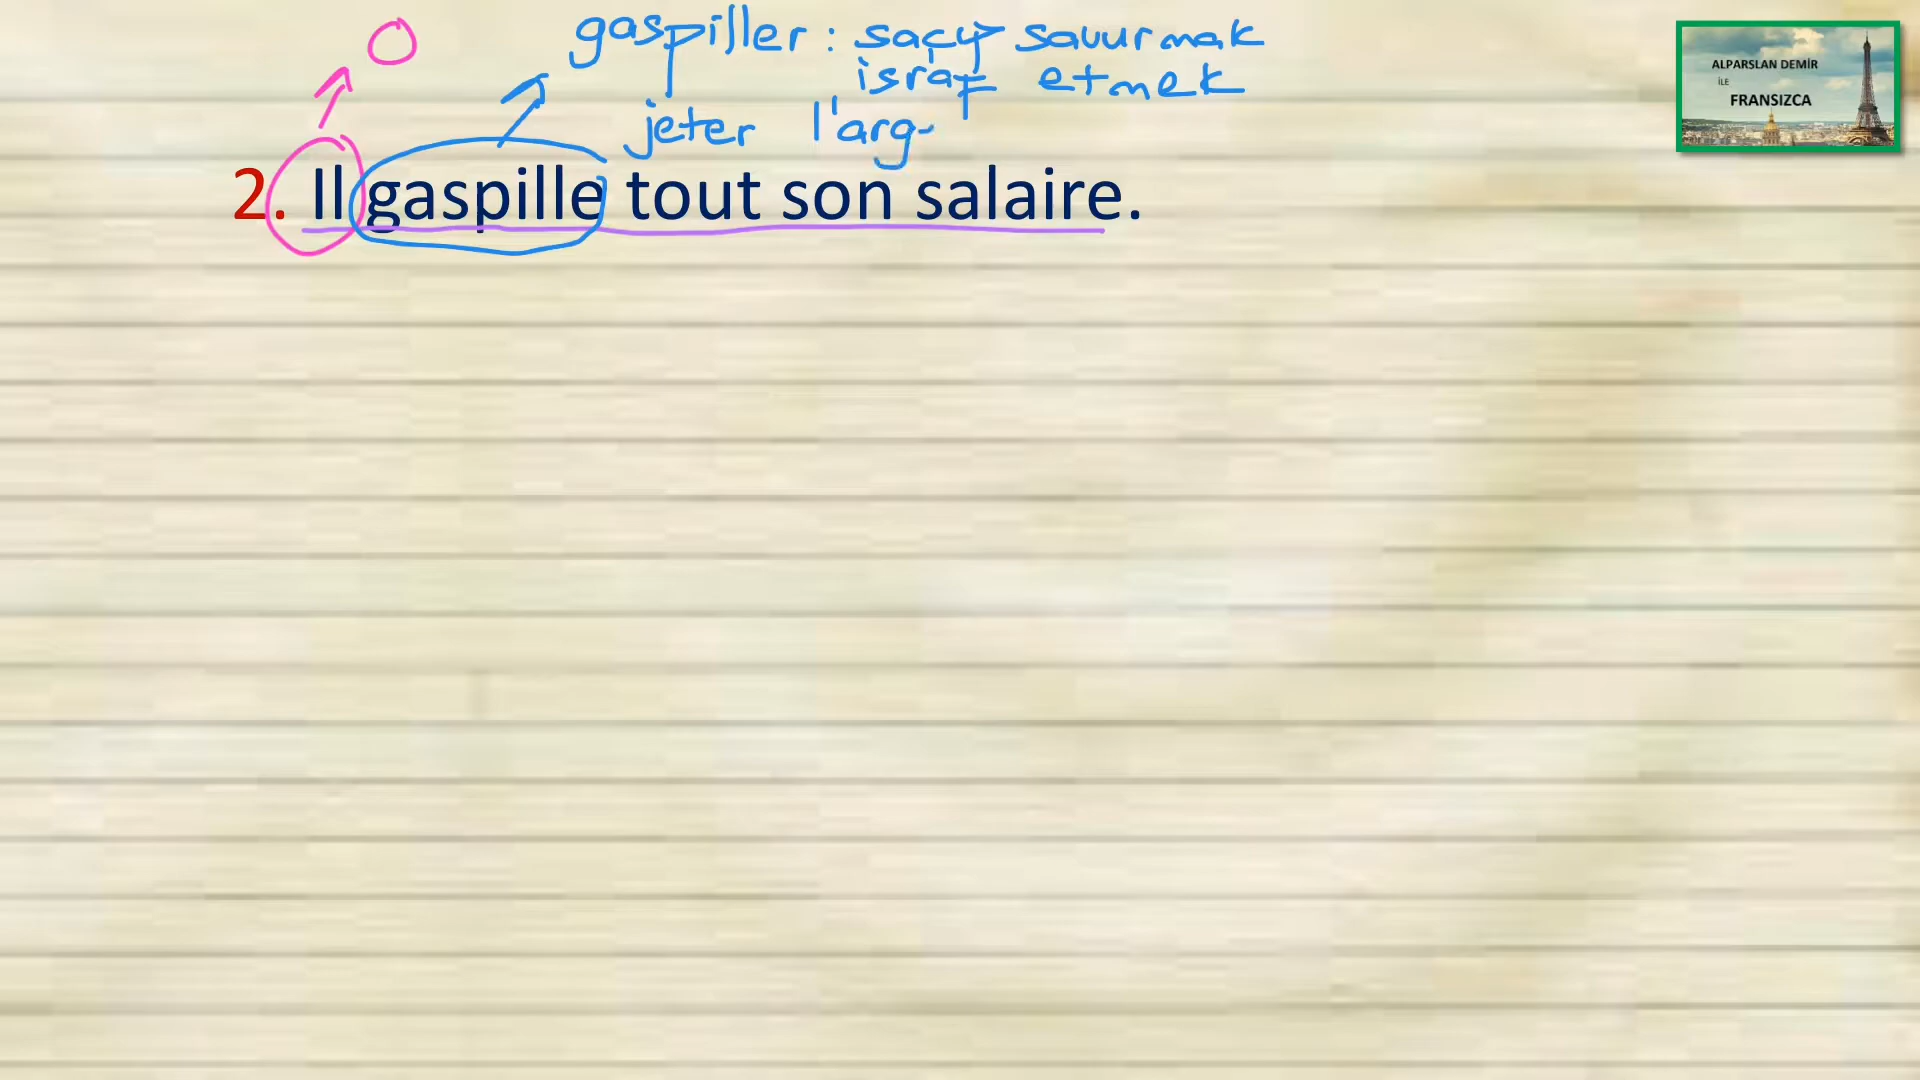 O
gaspiller : saçıp savurmak
israf etmek
jeter l'arg
2. Il gaspille tout son salaire.
ALPARSLAN DEMİR
İLE
FRANSIZCA